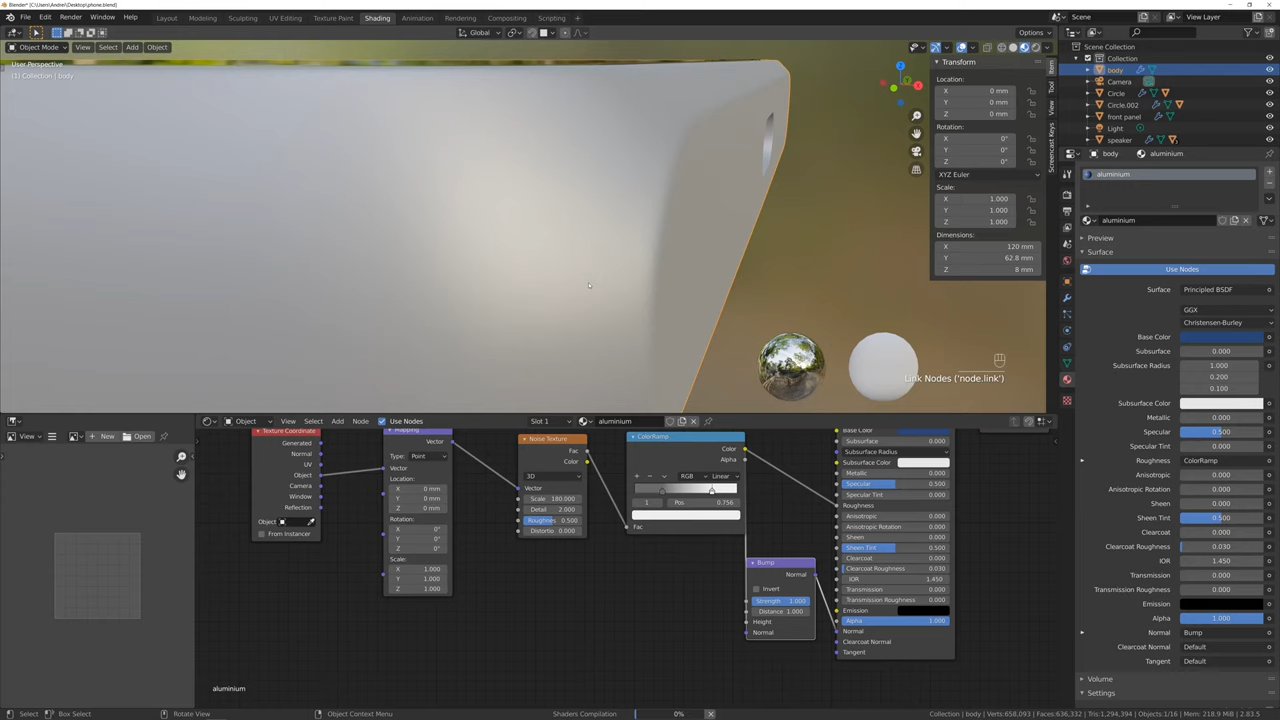 Blender* [C:\Users\Andrei\Desktop\phone.blend]
File Edit Render Window Help Layout Modeling Sculpting UV Editing Texture Paint Shading Animation Rendering Compositing Scripting Scene View Layer
Global Options
Object Mode View Select Add Object
User Perspective
(1) Collection | body
Transform
Location:
X 0 mm
Y 0 mm
Z 0 mm
Rotation:
X 0°
Y 0°
Z 0°
XYZ Euler
Scale:
X 1.000
Y 1.000
Z 1.000
Dimensions:
X 120 mm
Y 62.8 mm
Z 8 mm
Item
Tool
View
Screencast Keys
Link Nodes ('node.link')
Scene Collection
Collection
body
Camera
Circle
Circle.002
front panel
Light
speaker
body aluminium
aluminium
aluminium
Preview
Surface
Use Nodes
Surface Principled BSDF
GGX
Christensen-Burley
Base Color
Subsurface 0.000
Subsurface Radius 1.000
0.200
0.100
Subsurface Color
Metallic 0.000
Specular 0.500
Specular Tint 0.000
Roughness ColorRamp
Anisotropic 0.000
Anisotropic Rotation 0.000
Sheen 0.000
Sheen Tint 0.500
Clearcoat 0.000
Clearcoat Roughness 0.030
IOR 1.450
Transmission 0.000
Transmission Roughness 0.000
Emission
Alpha 1.000
Normal Bump
Clearcoat Normal Default
Tangent Default
Volume
Settings
View New Open
Object View Select Add Node Use Nodes Slot 1 aluminium
Texture Coordinate
Generated
Normal
UV
Object
Camera
Window
Reflection
Object
From Instancer
Mapping
Vector
Type: Point
Vector
Location:
X 0 mm
Y 0 mm
Z 0 mm
Rotation:
X 0°
Y 0°
Z 0°
Scale:
X 1.000
Y 1.000
Z 1.000
Noise Texture
Fac
Color
3D
Vector
Scale 180.000
Detail 2.000
Roughnes 0.500
Distortio 0.000
ColorRamp
Color
Alpha
RGB Linear
1 Pos 0.756
Fac
Bump
Normal
Invert
Strength 1.000
Distance 1.000
Height
Normal
Base Color
Subsurface 0.000
Subsurface Radius
Subsurface Color
Metallic 0.000
Specular 0.500
Specular Tint 0.000
Roughness
Anisotropic 0.000
Anisotropic Rotation 0.000
Sheen 0.000
Sheen Tint 0.500
Clearcoat 0.000
Clearcoat Roughness 0.030
IOR 1.450
Transmission 0.000
Transmission Roughness 0.000
Emission
Alpha 1.000
Normal
Clearcoat Normal
Tangent
aluminium
Select Box Select Rotate View Object Context Menu Shaders Compilation 0% Collection | body | Verts:658,093 | Faces:636,332 | Tris:1,294,394 | Objects:1/16 | Mem: 218.9 MiB | 2.83.5